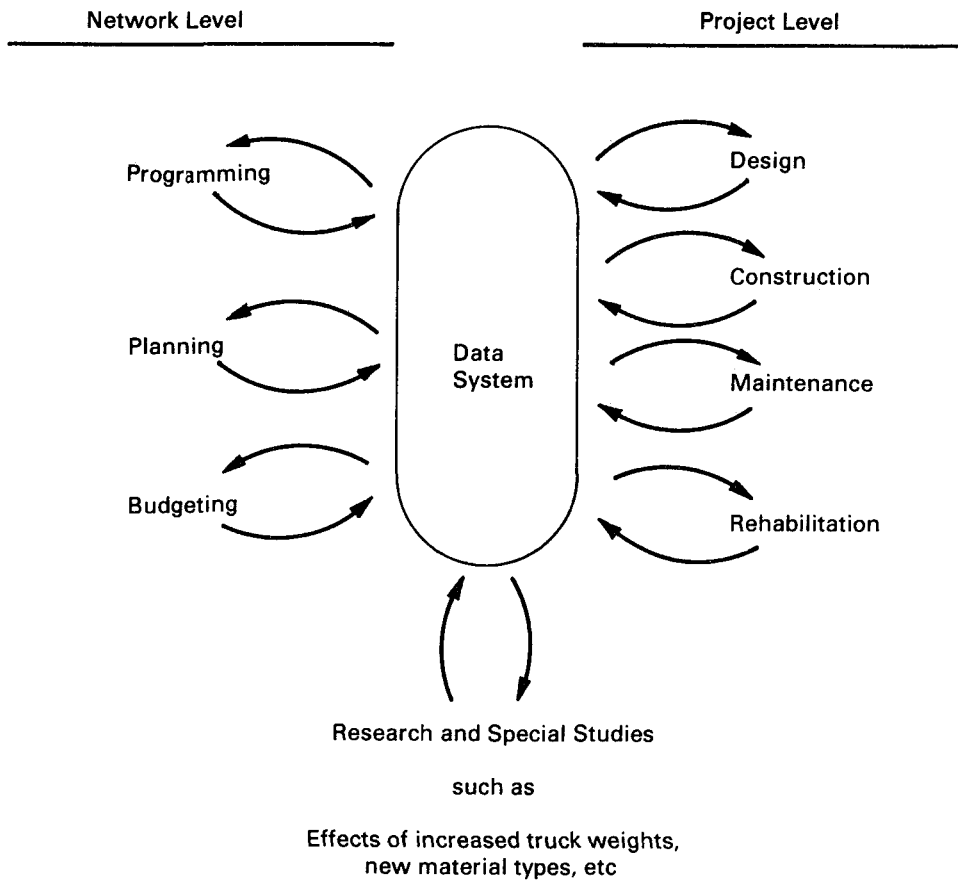 Network Level
Project Level
Programming
Planning
Budgeting
Data
System
Design
Construction
Maintenance
Rehabilitation
Research and Special Studies
such as
Effects of increased truck weights,
new material types, etc